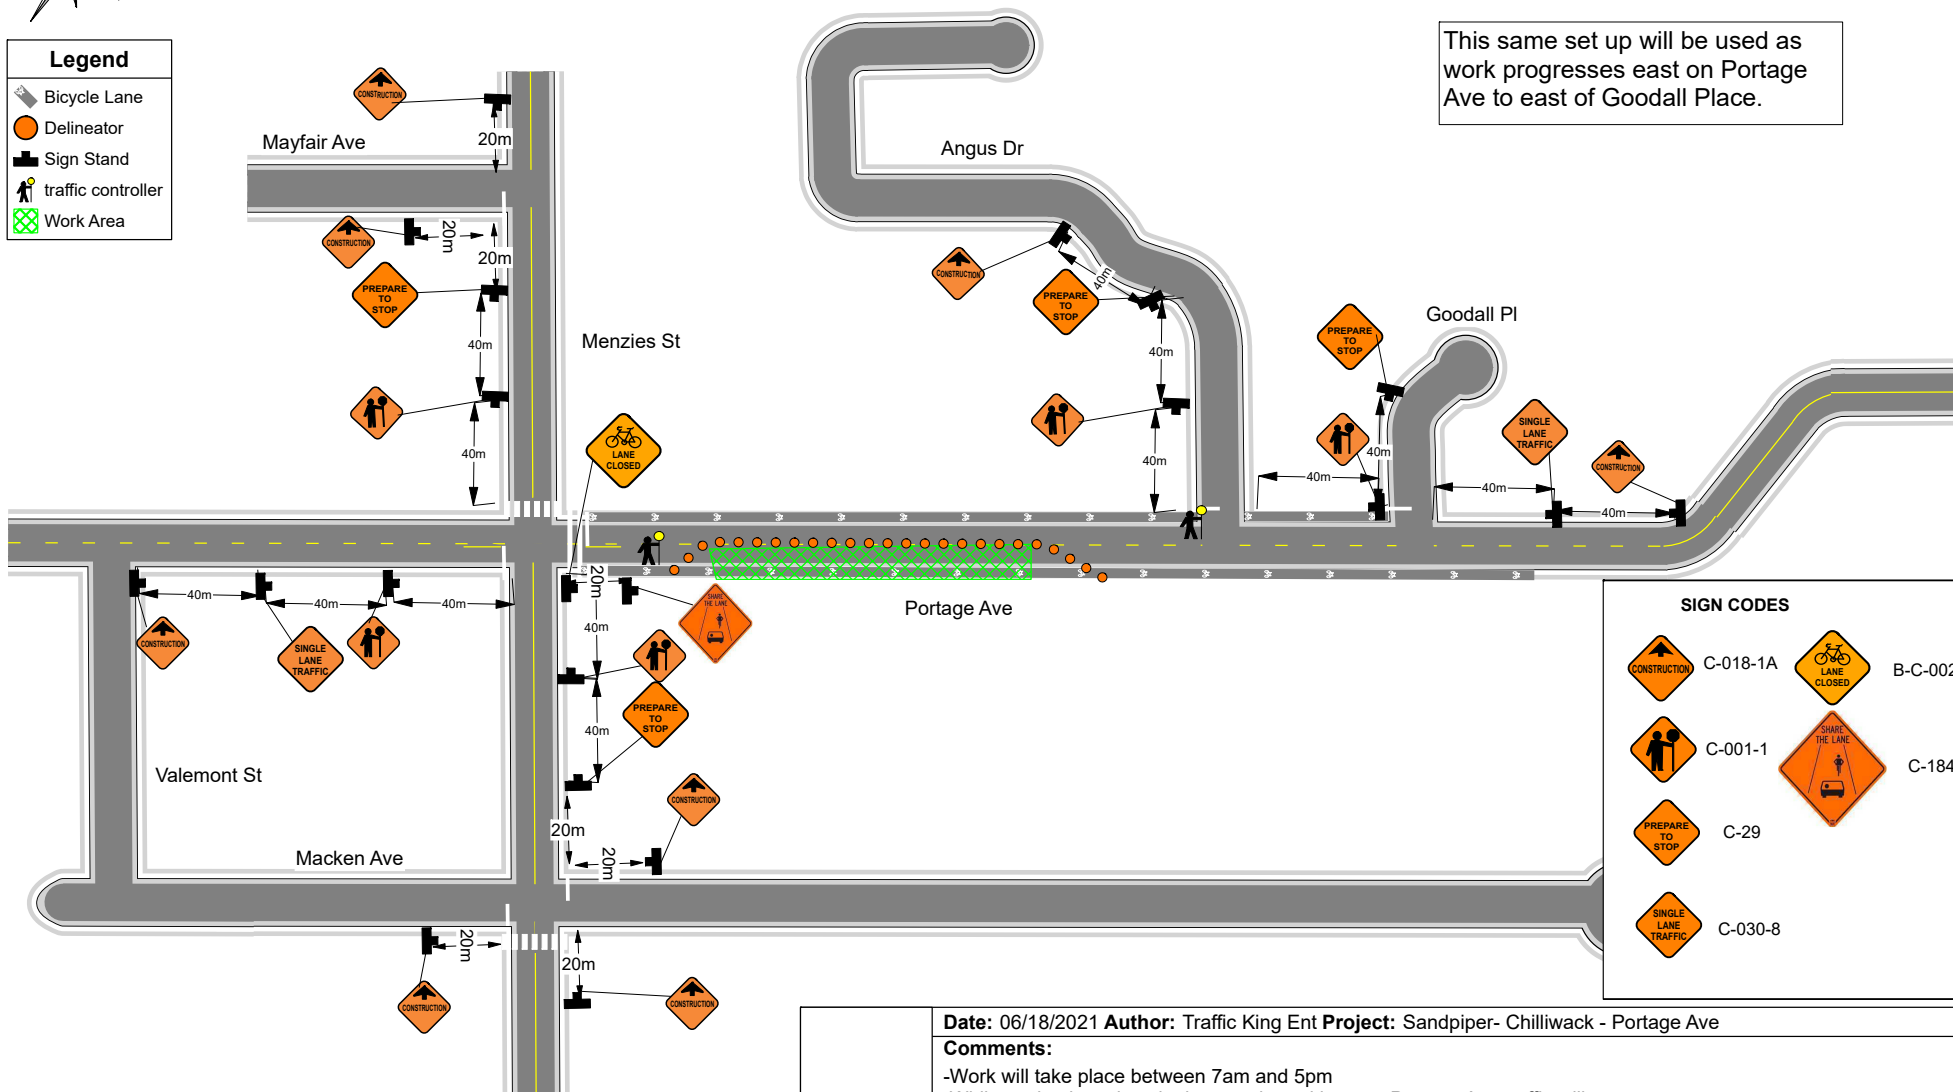 This same set up will be used as
work progresses east on Portage
Ave to east of Goodall Place.
Legend
Bicycle Lane
Delineator
Sign Stand
traffic controller
Work Area
CONSTRUCTION
20m
Mayfair Ave
CONSTRUCTION
20m
20m
PREPARE
TO
STOP
40m
40m
Menzies St
LANE
CLOSED
Angus Dr
CONSTRUCTION
40m
PREPARE
TO
STOP
40m
40m
Goodall Pl
PREPARE
TO
STOP
40m
40m
SINGLE
LANE
TRAFFIC
CONSTRUCTION
40m
40m
40m
40m
40m
CONSTRUCTION
SINGLE
LANE
TRAFFIC
20m
40m
SHARE
THE LANE
Portage Ave
PREPARE
TO
STOP
40m
CONSTRUCTION
20m
20m
Valemont St
Macken Ave
20m
CONSTRUCTION
20m
CONSTRUCTION
SIGN CODES
CONSTRUCTION
C-018-1A
LANE
CLOSED
B-C-002
C-001-1
SHARE
THE LANE
C-184
PREPARE
TO
STOP
C-29
SINGLE
LANE
TRAFFIC
C-030-8
Date: 06/18/2021 Author: Traffic King Ent Project: Sandpiper- Chilliwack - Portage Ave
Comments:
-Work will take place between 7am and 5pm